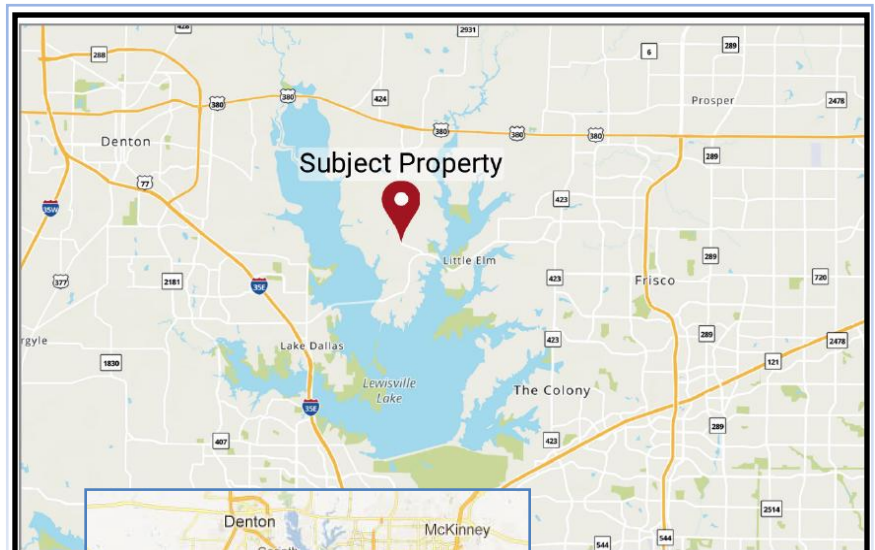 428
2931
288
6
289
380
424
380
Prosper
2478
380
380
380
Denton
289
Subject Property
77
423
35W
Little Elm
289
377
2181
35E
423
Frisco
720
rgyle
Lake Dallas
423
289
2478
1830
121
Lewisville
Lake
The Colony
35E
289
407
423
2514
544
544
Denton
McKinney